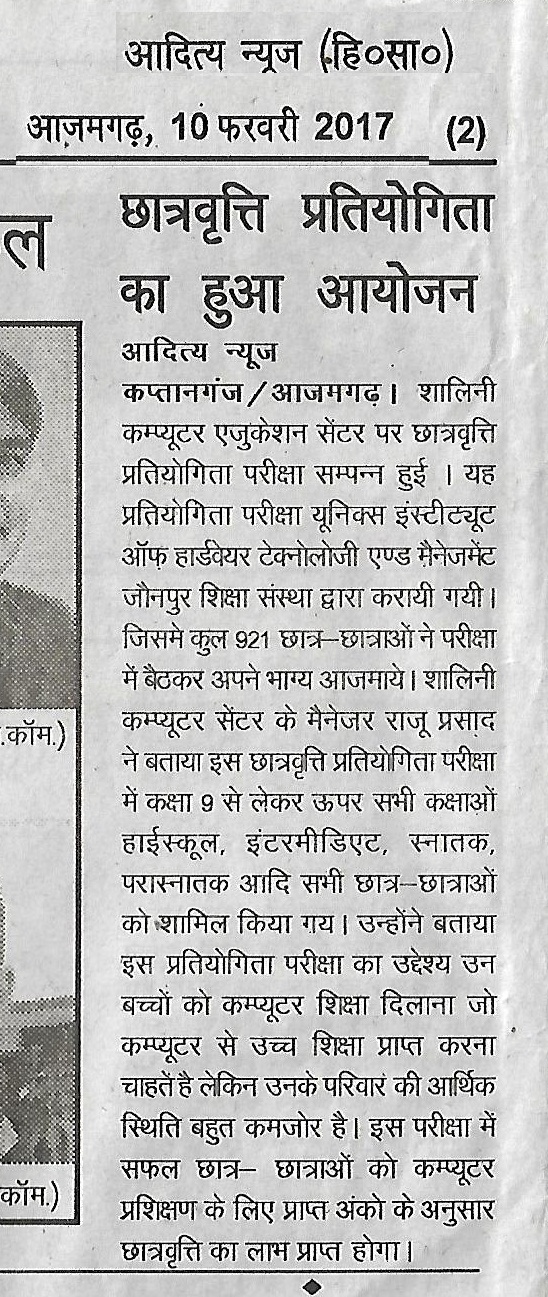 आदित्य न्यूज (हि०सा०)
आज़मगढ़, 10 फरवरी 2017 (2)
ल
छात्रवृत्ति प्रतियोगिता
का हुआ आयोजन
आदित्य न्यूज
कप्तानगंज/आजमगढ़। शालिनी
कम्प्यूटर एजुकेशन सेंटर पर छात्रवृत्ति
प्रतियोगिता परीक्षा सम्पन्न हुई । यह
प्रतियोगिता परीक्षा यूनिक्स इंस्टीट्यूट
ऑफ हार्डवेयर टेक्नोलोजी एण्ड मैनेजमेंट
जौनपुर शिक्षा संस्था द्वारा करायी गयी।
जिसमे कुल 921 छात्र–छात्राओं ने परीक्षा
में बैठकर अपने भाग्य आजमाये। शालिनी
कम्प्यूटर सेंटर के मैनेजर राजू प्रसाद
ने बताया इस छात्रवृत्ति प्रतियोगिता परीक्षा
में कक्षा 9 से लेकर ऊपर सभी कक्षाओं
हाईस्कूल, इंटरमीडिएट, स्नातक,
परास्नातक आदि सभी छात्र–छात्राओं
को शामिल किया गय। उन्होंने बताया
इस प्रतियोगिता परीक्षा का उद्देश्य उन
बच्चों को कम्प्यूटर शिक्षा दिलाना जो
कम्प्यूटर से उच्च शिक्षा प्राप्त करना
चाहते है लेकिन उनके परिवार की आर्थिक
स्थिति बहुत कमजोर है। इस परीक्षा में
सफल छात्र– छात्राओं को कम्प्यूटर
प्रशिक्षण के लिए प्राप्त अंको के अनुसार
छात्रवृत्ति का लाभ प्राप्त होगा।
.कॉम.)
कॉम.)